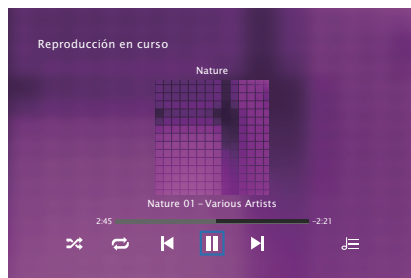 Reproducción en curso
Nature
Nature 01 – Various Artists
2:45 –2:21